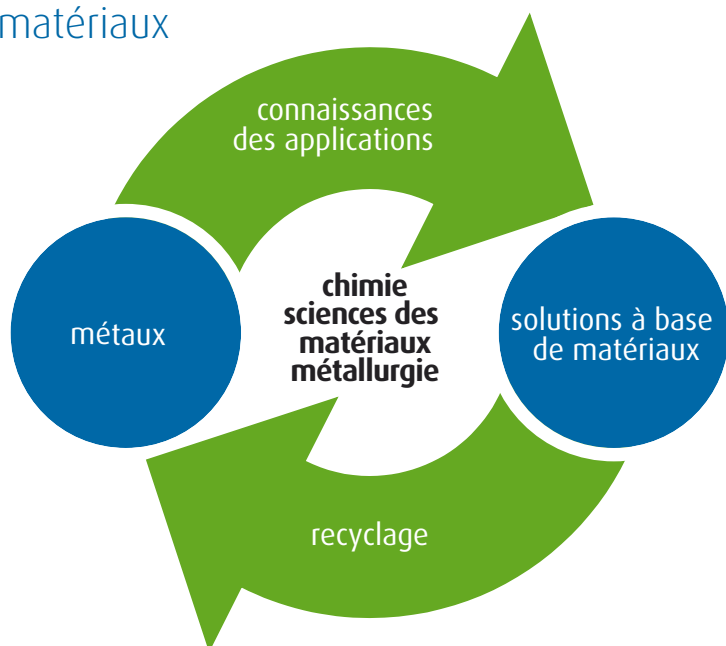 matériaux
connaissances
des applications
métaux
chimie
sciences des
matériaux
métallurgie
solutions à base
de matériaux
recyclage